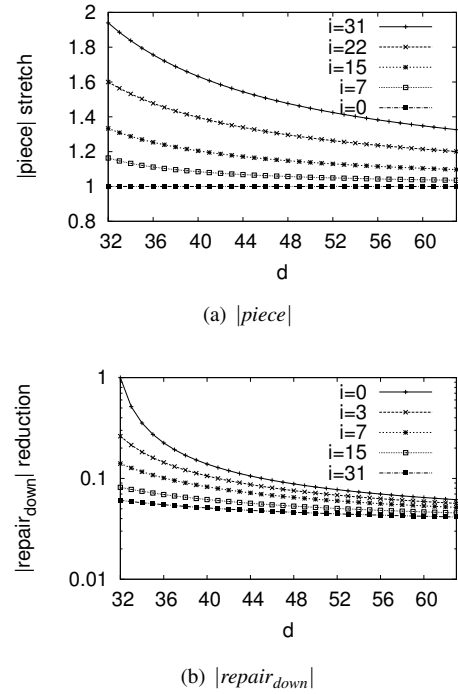 2
1.8
1.6
1.4
1.2
1
0.8
|piece| stretch
i=31
i=22
i=15
i=7
i=0
32 36 40 44 48 52 56 60
d
(a) |piece|
1
0.1
0.01
|repair_down| reduction
i=0
i=3
i=7
i=15
i=31
32 36 40 44 48 52 56 60
d
(b) |repair_down|